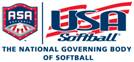 ASA
USA
Softball
THE NATIONAL GOVERNING BODY
OF SOFTBALL